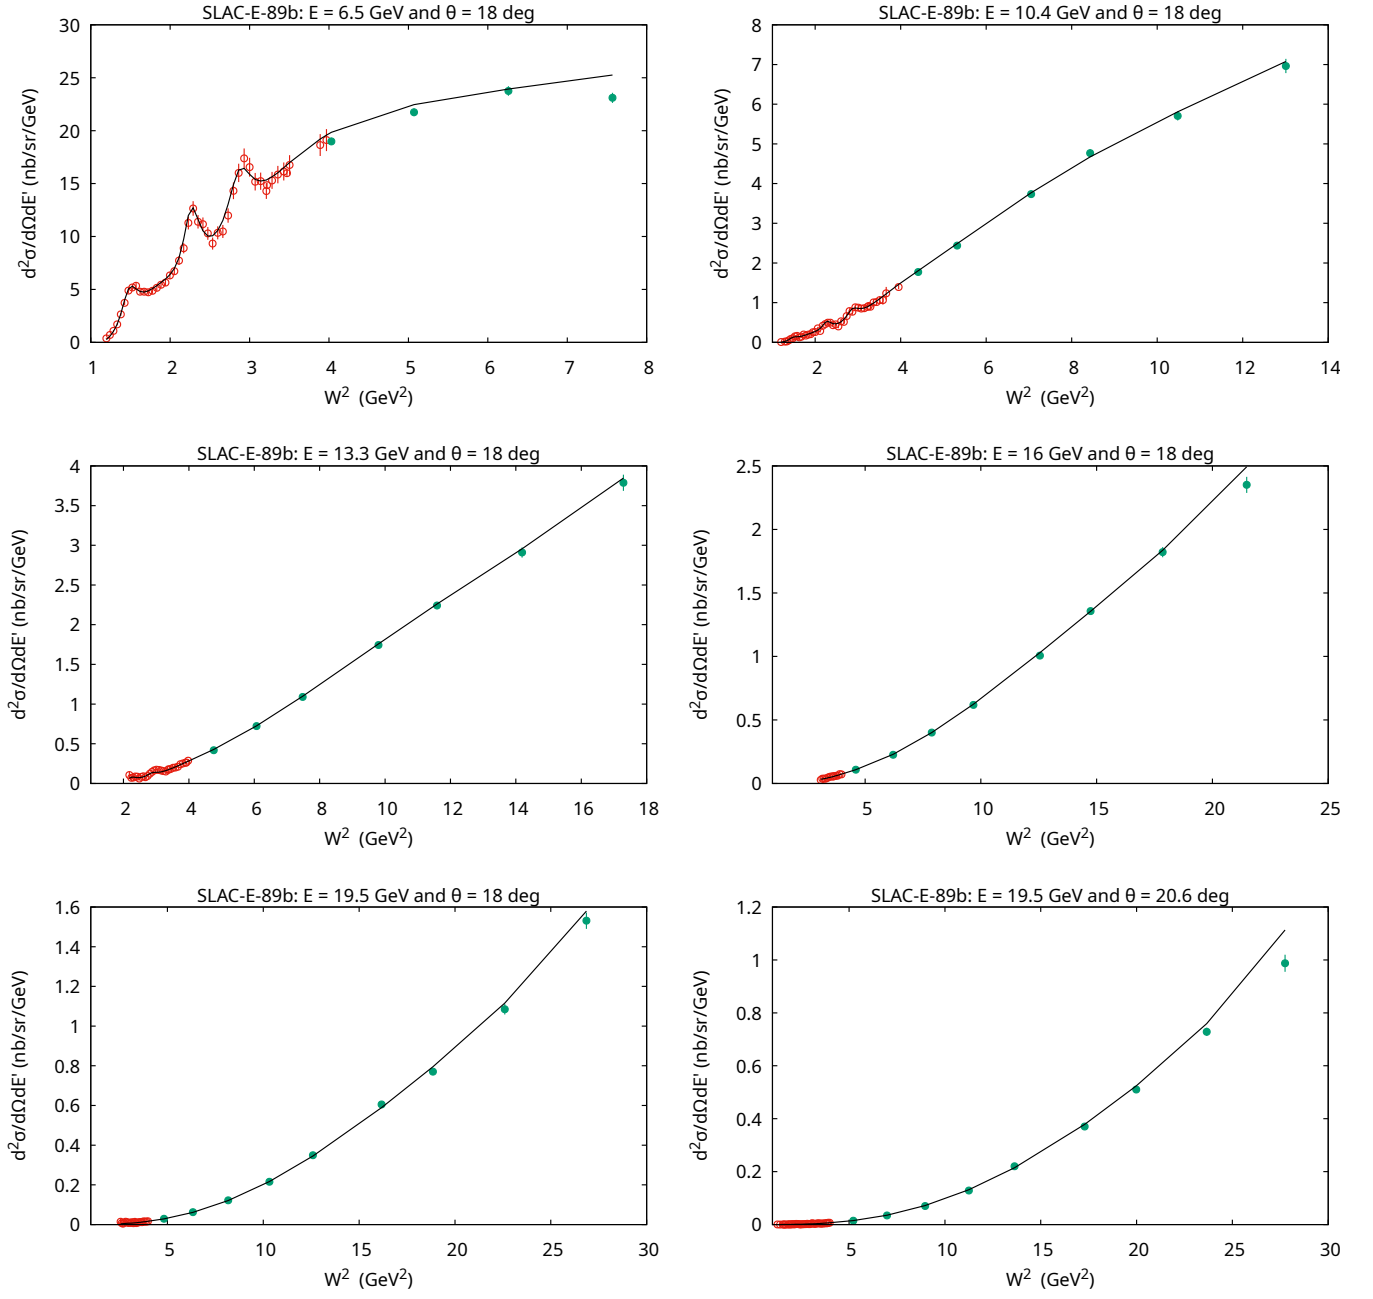 SLAC-E-89b: E = 6.5 GeV and θ = 18 deg
d²σ/dΩdE' (nb/sr/GeV)
30
25
20
15
10
5
0
1 2 3 4 5 6 7 8
W² (GeV²)
SLAC-E-89b: E = 10.4 GeV and θ = 18 deg
d²σ/dΩdE' (nb/sr/GeV)
8
7
6
5
4
3
2
1
0
2 4 6 8 10 12 14
W² (GeV²)
SLAC-E-89b: E = 13.3 GeV and θ = 18 deg
d²σ/dΩdE' (nb/sr/GeV)
4
3.5
3
2.5
2
1.5
1
0.5
0
2 4 6 8 10 12 14 16 18
W² (GeV²)
SLAC-E-89b: E = 16 GeV and θ = 18 deg
d²σ/dΩdE' (nb/sr/GeV)
2.5
2
1.5
1
0.5
0
5 10 15 20 25
W² (GeV²)
SLAC-E-89b: E = 19.5 GeV and θ = 18 deg
d²σ/dΩdE' (nb/sr/GeV)
1.6
1.4
1.2
1
0.8
0.6
0.4
0.2
0
5 10 15 20 25 30
W² (GeV²)
SLAC-E-89b: E = 19.5 GeV and θ = 20.6 deg
d²σ/dΩdE' (nb/sr/GeV)
1.2
1
0.8
0.6
0.4
0.2
0
5 10 15 20 25 30
W² (GeV²)